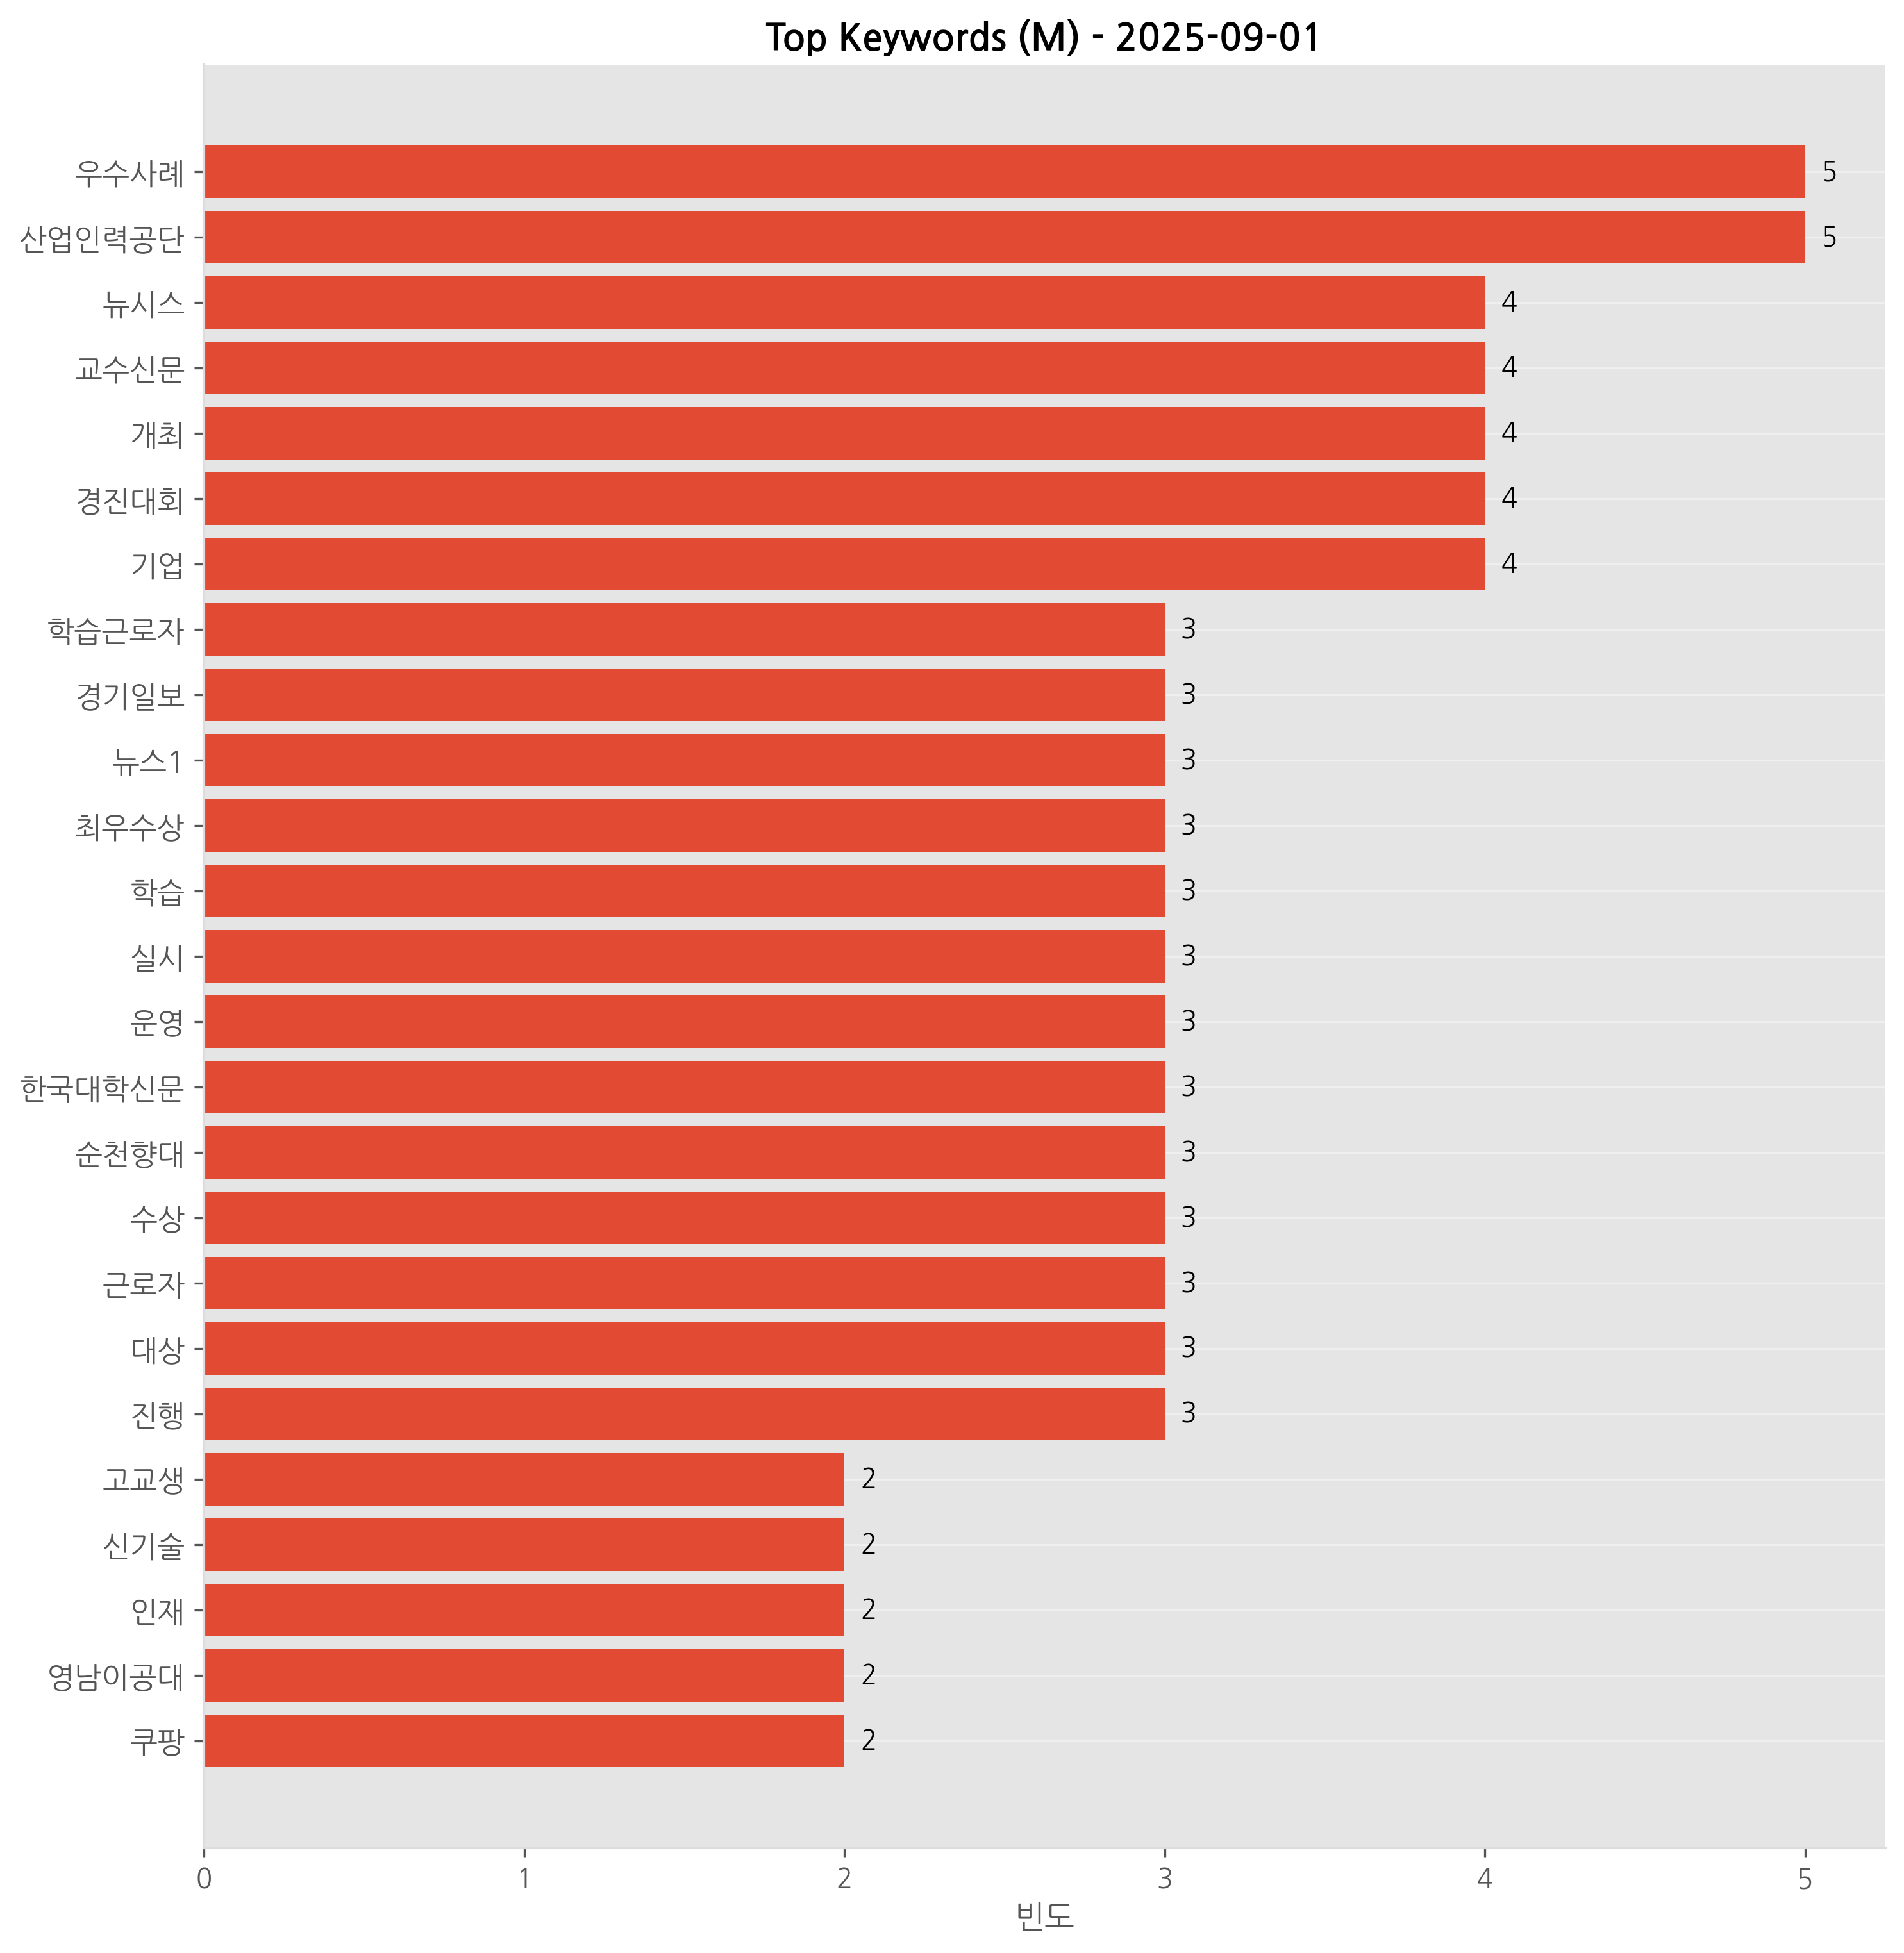 Top Keywords (M) - 2025-09-01
우수사례 5
산업인력공단 5
뉴시스 4
교수신문 4
개최 4
경진대회 4
기업 4
학습근로자 3
경기일보 3
뉴스1 3
최우수상 3
학습 3
실시 3
운영 3
한국대학신문 3
순천향대 3
수상 3
근로자 3
대상 3
진행 3
고교생 2
신기술 2
인재 2
영남이공대 2
쿠팡 2
0 1 2 3 4 5
빈도